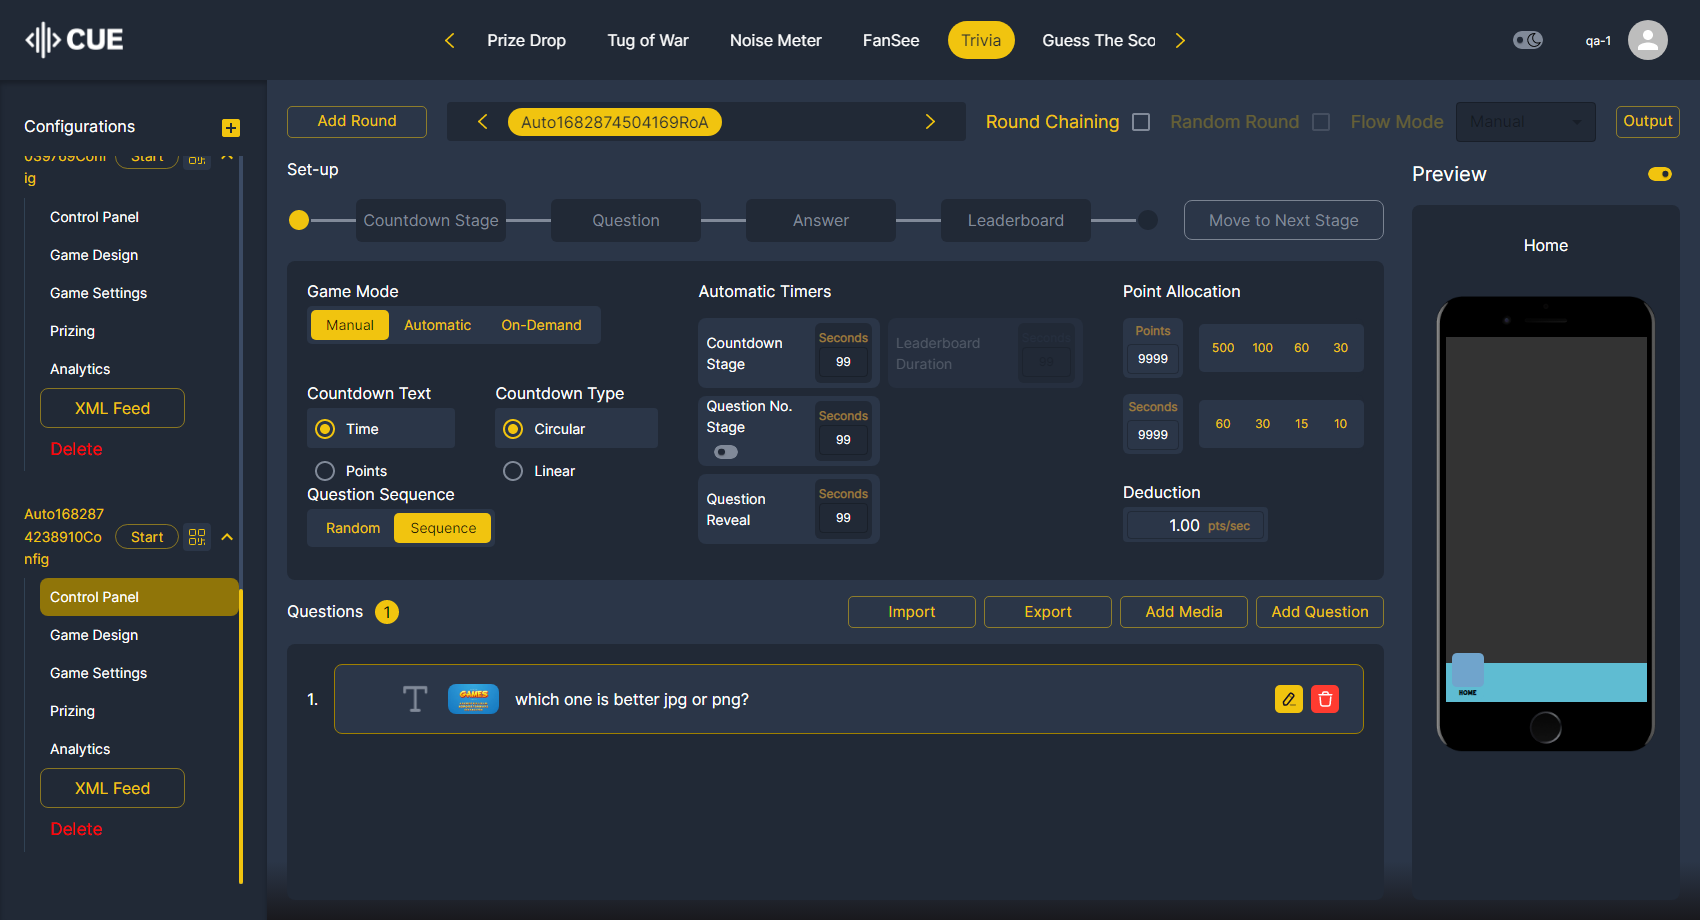 CUE
Prize Drop
Tug of War
Noise Meter
FanSee
Trivia
Guess The Sco
qa-1
Configurations
Start
ig
Control Panel
Game Design
Game Settings
Prizing
Analytics
XML Feed
Delete
Auto168287
4238910Co
nfig
Start
Control Panel
Game Design
Game Settings
Prizing
Analytics
XML Feed
Delete
Add Round
Auto1682874504169RoA
Round Chaining
Random Round
Flow Mode
Manual
Output
Set-up
Countdown Stage
Question
Answer
Leaderboard
Move to Next Stage
Game Mode
Manual
Automatic
On-Demand
Countdown Text
Time
Points
Countdown Type
Circular
Linear
Question Sequence
Random
Sequence
Automatic Timers
Countdown
Stage
Seconds
99
Leaderboard
Duration
Seconds
99
Question No.
Stage
Seconds
99
Question
Reveal
Seconds
99
Point Allocation
Points
9999
500
100
60
30
Seconds
9999
60
30
15
10
Deduction
1.00 pts/sec
Questions 1
Import
Export
Add Media
Add Question
1.
GAMES
which one is better jpg or png?
Preview
Home
HOME